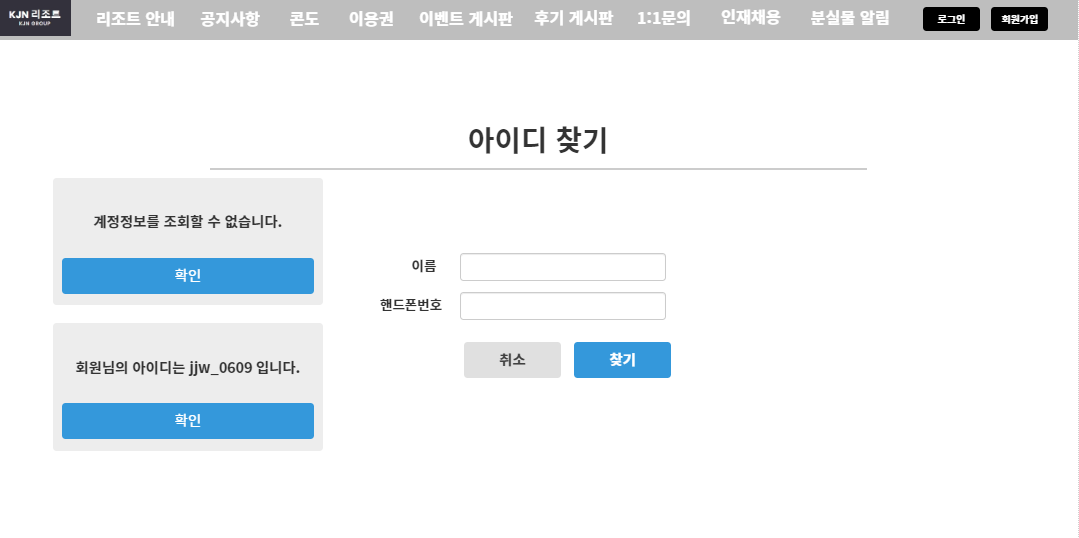 KJN 리조트
KJN GROUP
리조트 안내 공지사항 콘도 이용권 이벤트 게시판 후기 게시판 1:1문의 인재채용 분실물 알림 로그인 회원가입
아이디 찾기
계정정보를 조회할 수 없습니다.
확인
회원님의 아이디는 jjw_0609 입니다.
확인
이름
핸드폰번호
취소 찾기